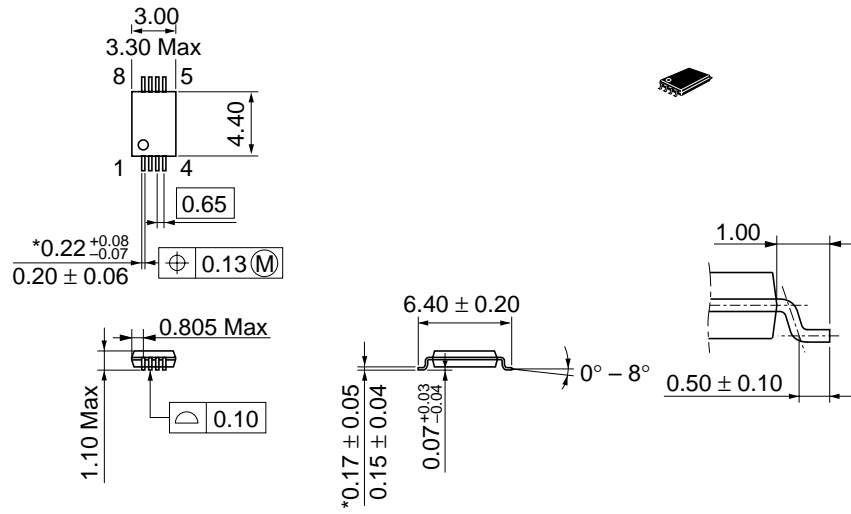 3.00
3.30 Max
8 5
4.40
1 4
0.65
*0.22 +0.08 −0.07
0.20 ± 0.06
⌖ 0.13 Ⓜ
0.805 Max
1.10 Max
⌓ 0.10
6.40 ± 0.20
0° – 8°
*0.17 ± 0.05
0.15 ± 0.04
0.07 +0.03 −0.04
1.00
0.50 ± 0.10